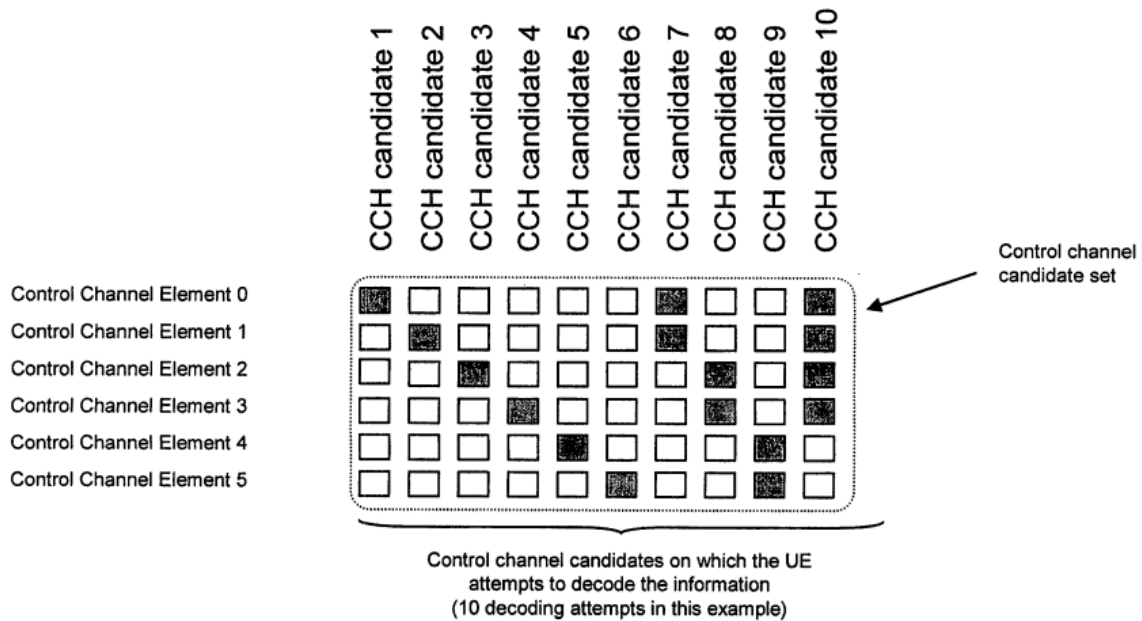 CCH candidate 1
CCH candidate 2
CCH candidate 3
CCH candidate 4
CCH candidate 5
CCH candidate 6
CCH candidate 7
CCH candidate 8
CCH candidate 9
CCH candidate 10
Control channel
candidate set
Control Channel Element 0
Control Channel Element 1
Control Channel Element 2
Control Channel Element 3
Control Channel Element 4
Control Channel Element 5
Control channel candidates on which the UE
attempts to decode the information
(10 decoding attempts in this example)